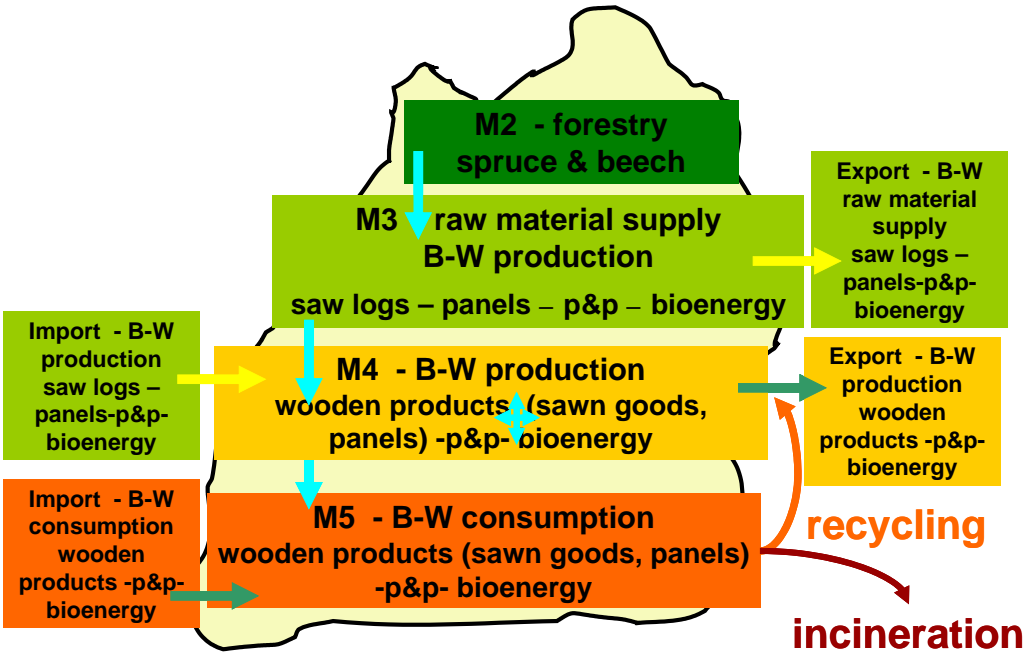 M2 - forestry
spruce & beech
M3 raw material supply
B-W production
saw logs – panels – p&p – bioenergy
Export - B-W
raw material
supply
saw logs –
panels-p&p-
bioenergy
Import - B-W
production
saw logs –
panels-p&p-
bioenergy
M4 - B-W production
wooden products (sawn goods,
panels) -p&p- bioenergy
Export - B-W
production
wooden
products -p&p-
bioenergy
Import - B-W
consumption
wooden
products -p&p-
bioenergy
M5 - B-W consumption
wooden products (sawn goods, panels)
-p&p- bioenergy
recycling
incineration